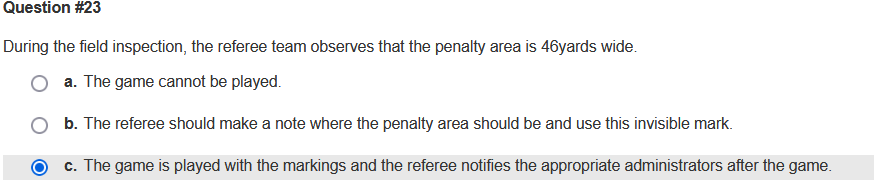 Question #23
During the field inspection, the referee team observes that the penalty area is 46yards wide.
a. The game cannot be played.
b. The referee should make a note where the penalty area should be and use this invisible mark.
c. The game is played with the markings and the referee notifies the appropriate administrators after the game.